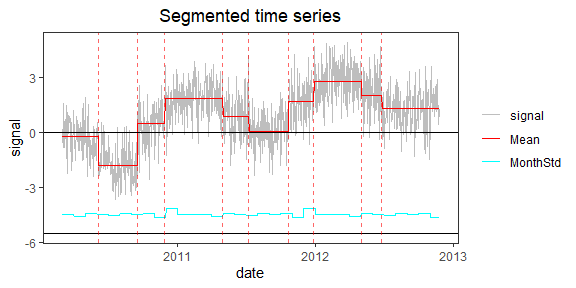 Segmented time series
signal
3
0
-3
-6
2011
2012
2013
date
signal
Mean
MonthStd